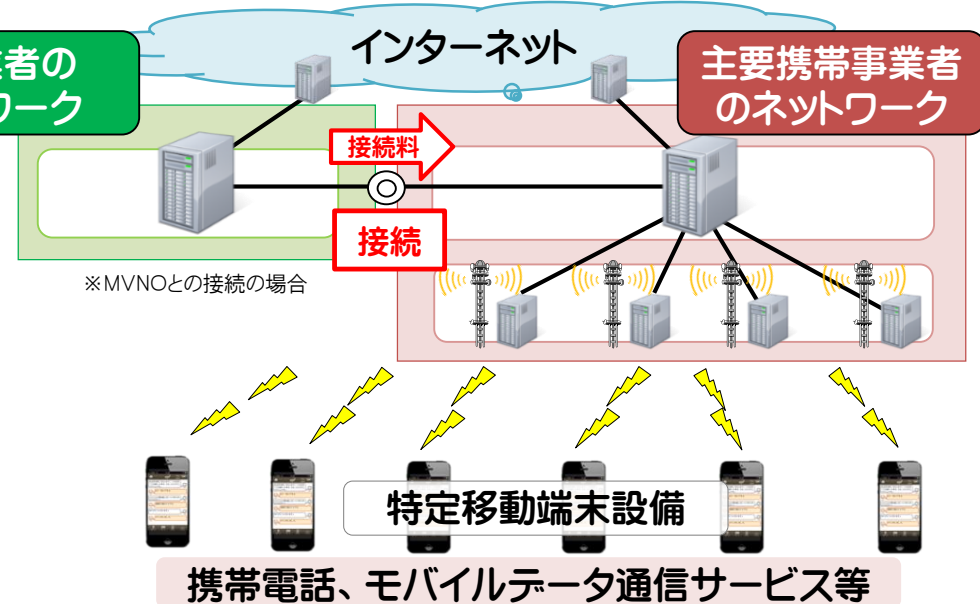 インターネット
者の
ワーク
主要携帯事業者
のネットワーク
接続料
接続
※MVNOとの接続の場合
特定移動端末設備
携帯電話、モバイルデータ通信サービス等